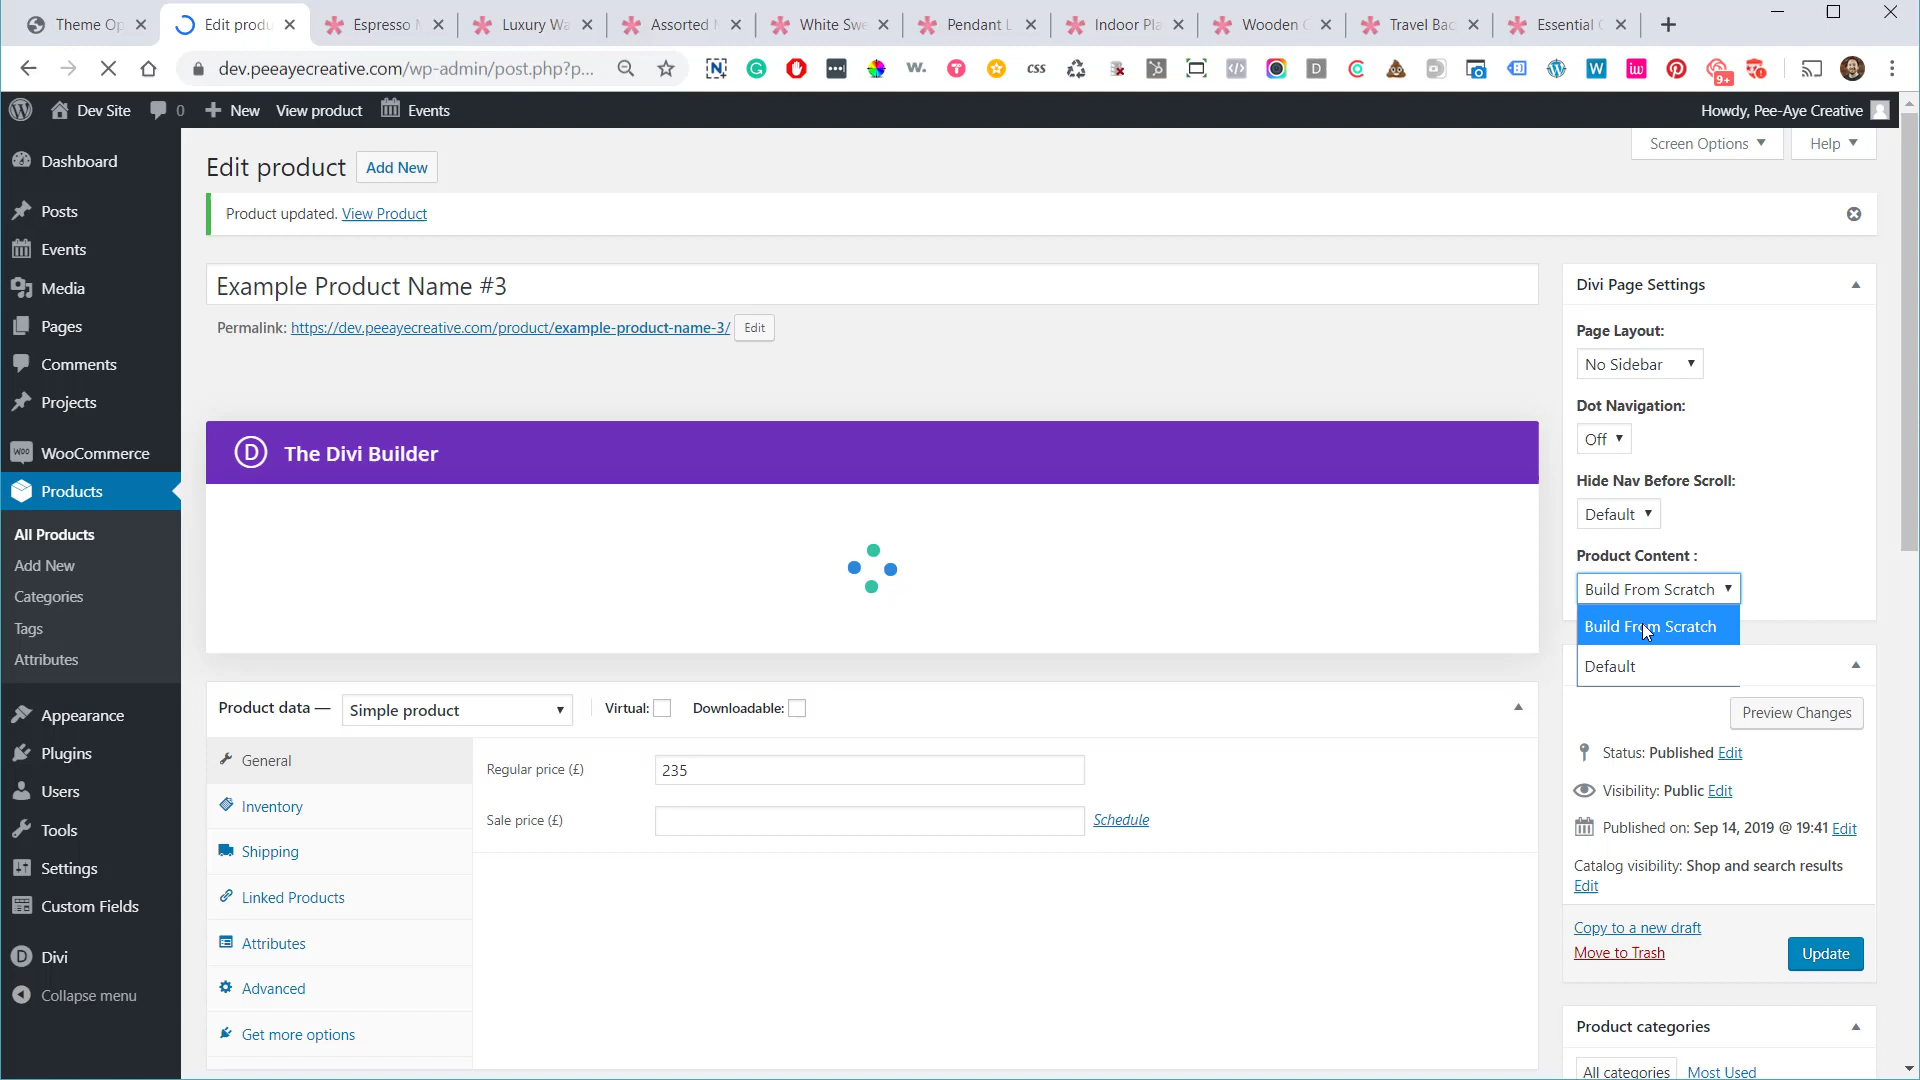 Theme Op
Edit produ
Espresso M
Luxury Wa
Assorted
White Swe
Pendant L
Indoor Pla
Wooden
Travel Bac
Essential
dev.peeayecreative.com/wp-admin/post.php?p...
css
9+
Dev Site
0
New
View product
Events
Howdy, Pee-Aye Creative
Screen Options
Help
Edit product
Add New
Product updated. View Product
Example Product Name #3
Permalink: https://dev.peeayecreative.com/product/example-product-name-3/
Edit
D
The Divi Builder
Dashboard
Posts
Events
Media
Pages
Comments
Projects
WooCommerce
Products
All Products
Add New
Categories
Tags
Attributes
Appearance
Plugins
Users
Tools
Settings
Custom Fields
Divi
Collapse menu
Product data —
Simple product
Virtual:
Downloadable:
General
Inventory
Shipping
Linked Products
Attributes
Advanced
Get more options
Regular price (£)
235
Sale price (£)
Schedule
Divi Page Settings
Page Layout:
No Sidebar
Dot Navigation:
Off
Hide Nav Before Scroll:
Default
Product Content :
Build From Scratch
Build From Scratch
Default
Preview Changes
Status: Published Edit
Visibility: Public Edit
Published on: Sep 14, 2019 @ 19:41 Edit
Catalog visibility: Shop and search results
Edit
Copy to a new draft
Move to Trash
Update
Product categories
All categories
Most Used